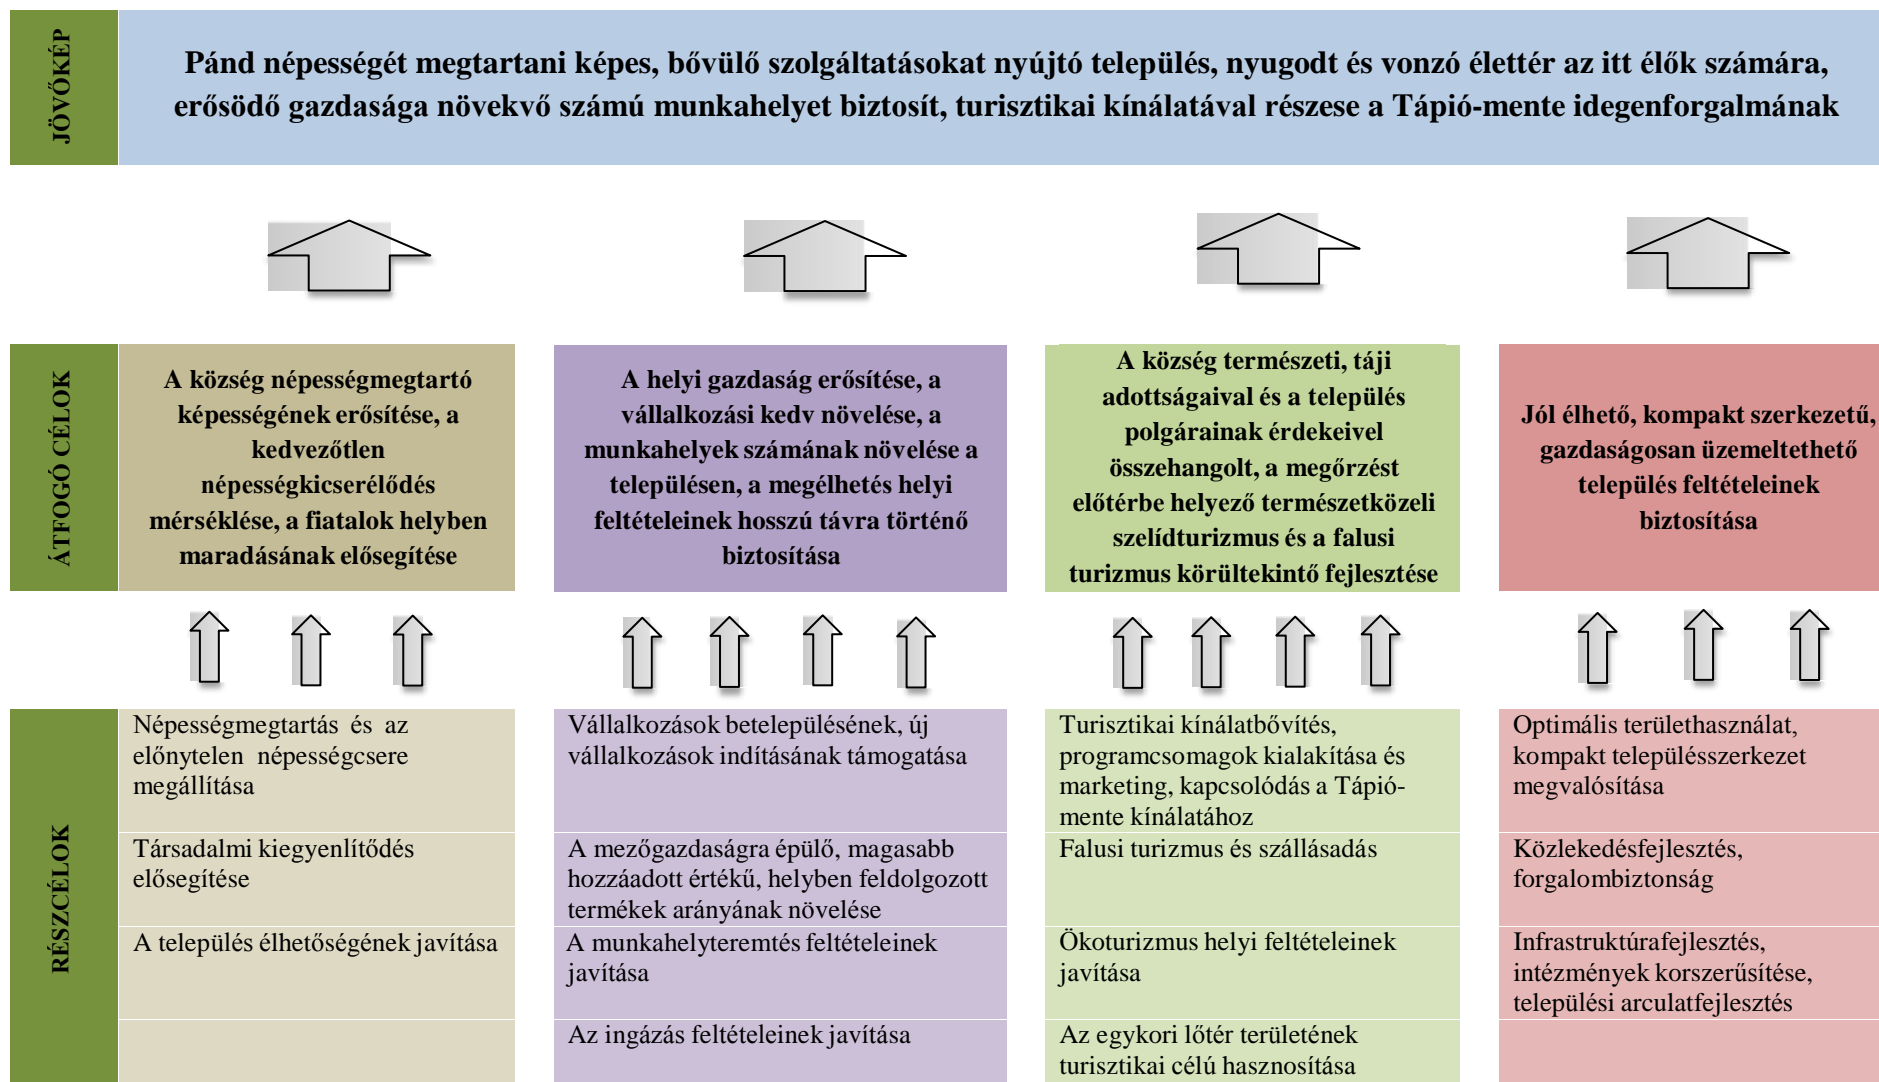 JÖVŐKÉP
Pánd népességét megtartani képes, bővülő szolgáltatásokat nyújtó település, nyugodt és vonzó élettér az itt élők számára,
erősödő gazdasága növekvő számú munkahelyet biztosít, turisztikai kínálatával részese a Tápió-mente idegenforgalmának
ÁTFOGÓ CÉLOK
A község népességmegtartó
képességének erősítése, a
kedvezőtlen
népességkicserélődés
mérséklése, a fiatalok helyben
maradásának elősegítése
A helyi gazdaság erősítése, a
vállalkozási kedv növelése, a
munkahelyek számának növelése a
településen, a megélhetés helyi
feltételeinek hosszú távra történő
biztosítása
A község természeti, táji
adottságaival és a település
polgárainak érdekeivel
összehangolt, a megőrzést
előtérbe helyező természetközeli
szelídturizmus és a falusi
turizmus körültekintő fejlesztése
Jól élhető, kompakt szerkezetű,
gazdaságosan üzemeltethető
település feltételeinek
biztosítása
RÉSZCÉLOK
Népességmegtartás és az
előnytelen népességcsere
megállítása
Vállalkozások betelepülésének, új
vállalkozások indításának támogatása
Turisztikai kínálatbővítés,
programcsomagok kialakítása és
marketing, kapcsolódás a Tápió-
mente kínálatához
Optimális területhasználat,
kompakt településszerkezet
megvalósítása
Társadalmi kiegyenlítődés
elősegítése
A mezőgazdaságra épülő, magasabb
hozzáadott értékű, helyben feldolgozott
termékek arányának növelése
Falusi turizmus és szállásadás
Közlekedésfejlesztés,
forgalombiztonság
A település élhetőségének javítása
A munkahelyteremtés feltételeinek
javítása
Ökoturizmus helyi feltételeinek
javítása
Infrastruktúrafejlesztés,
intézmények korszerűsítése,
települési arculatfejlesztés
Az ingázás feltételeinek javítása
Az egykori lőtér területének
turisztikai célú hasznosítása